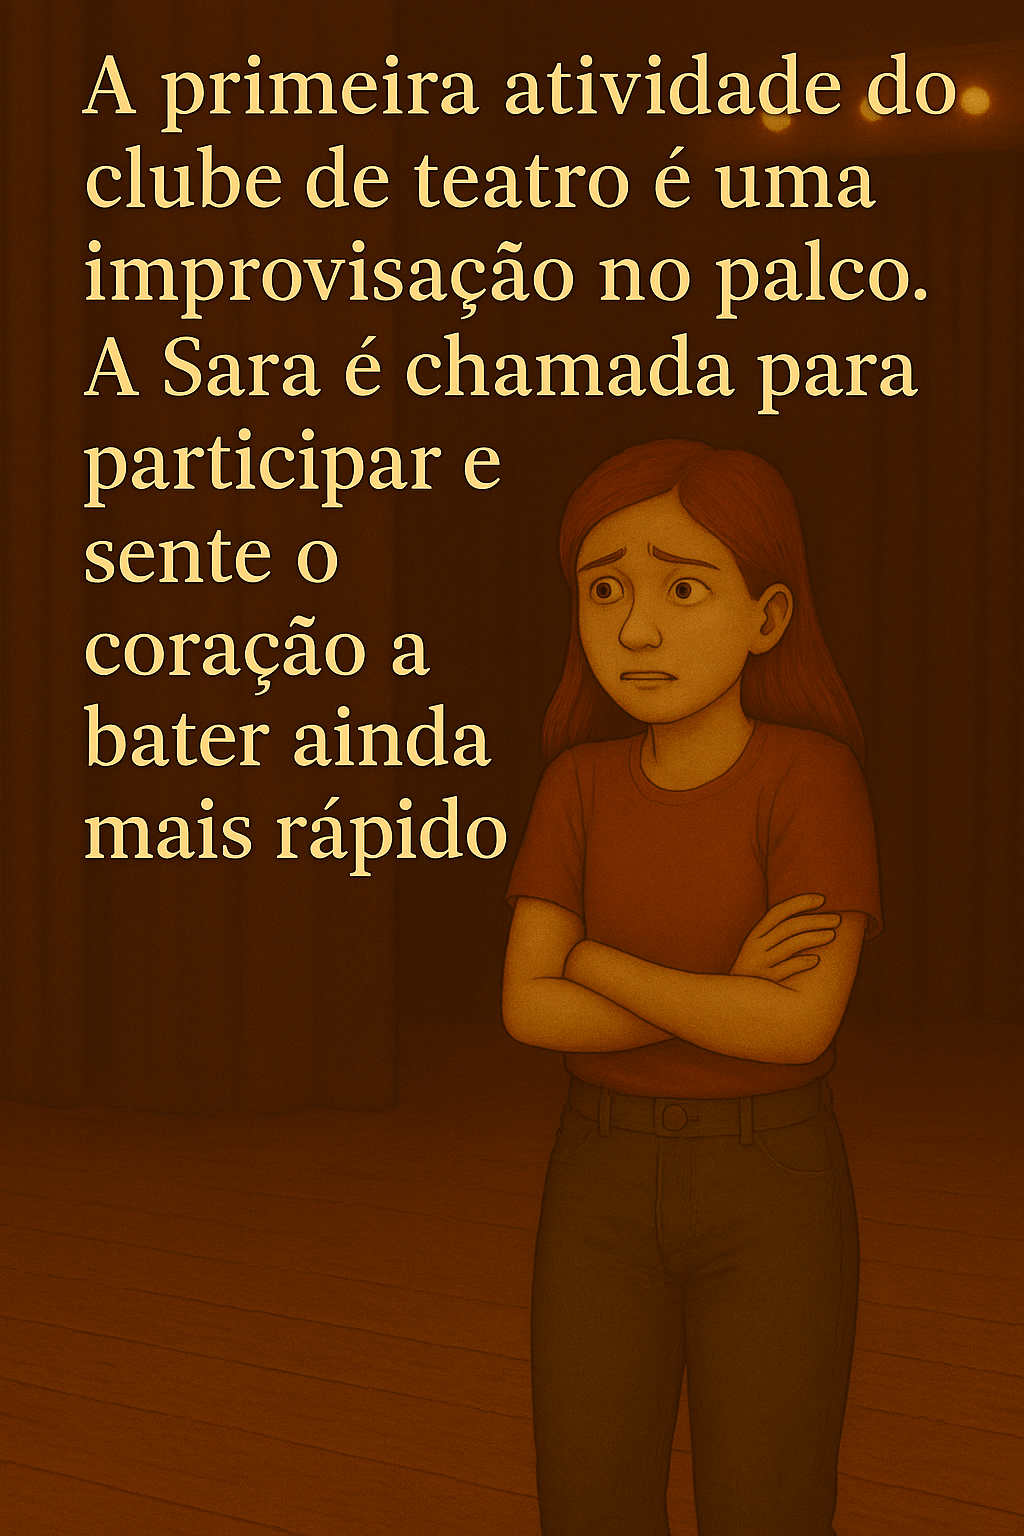 A primeira atividade do
clube de teatro é uma
improvisação no palco.
A Sara é chamada para
participar e
sente o
coração a
bater ainda
mais rápido